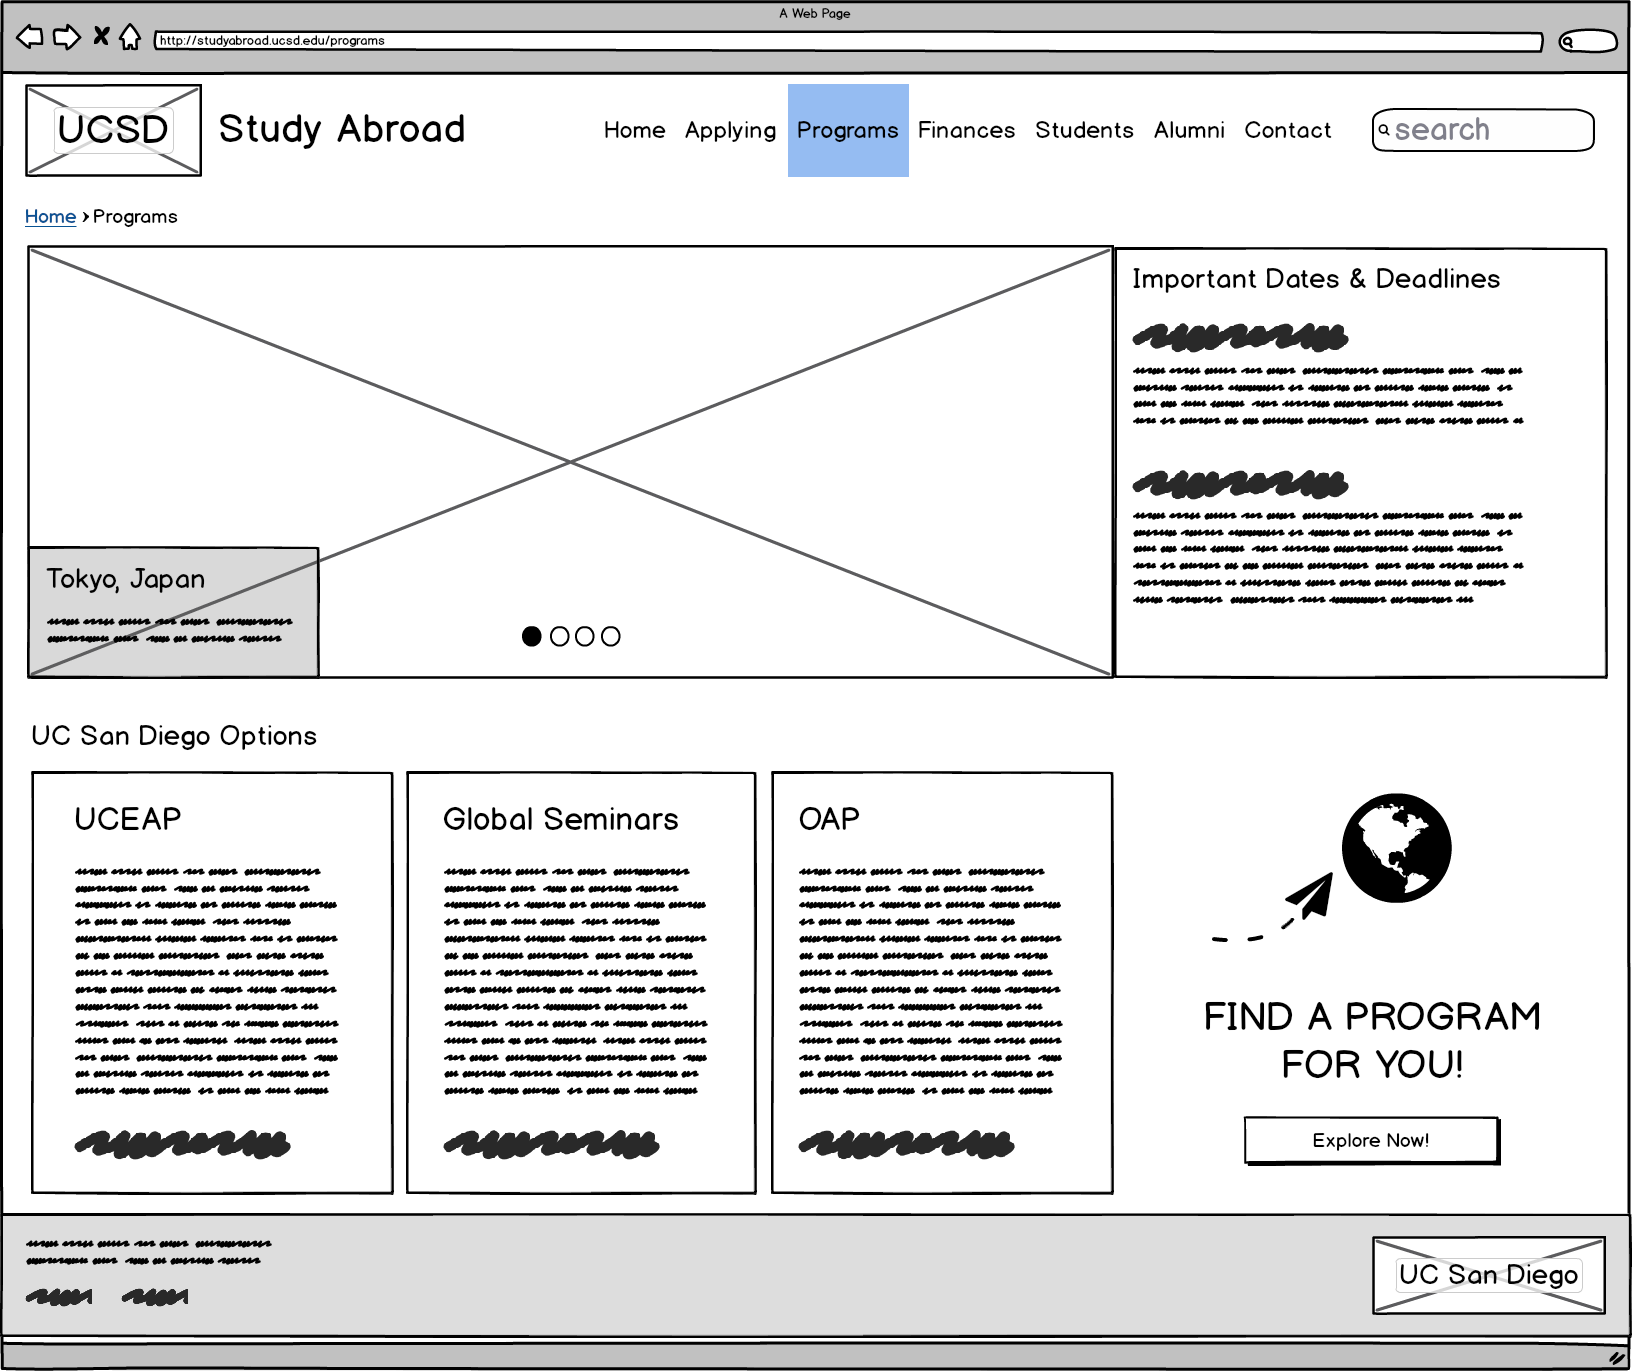 A Web Page
http://studyabroad.ucsd.edu/programs
UCSD
Study Abroad
Home Applying Programs Finances Students Alumni Contact
search
Home › Programs
Important Dates & Deadlines
Tokyo, Japan
UC San Diego Options
UCEAP
Global Seminars
OAP
FIND A PROGRAM
FOR YOU!
Explore Now!
UC San Diego